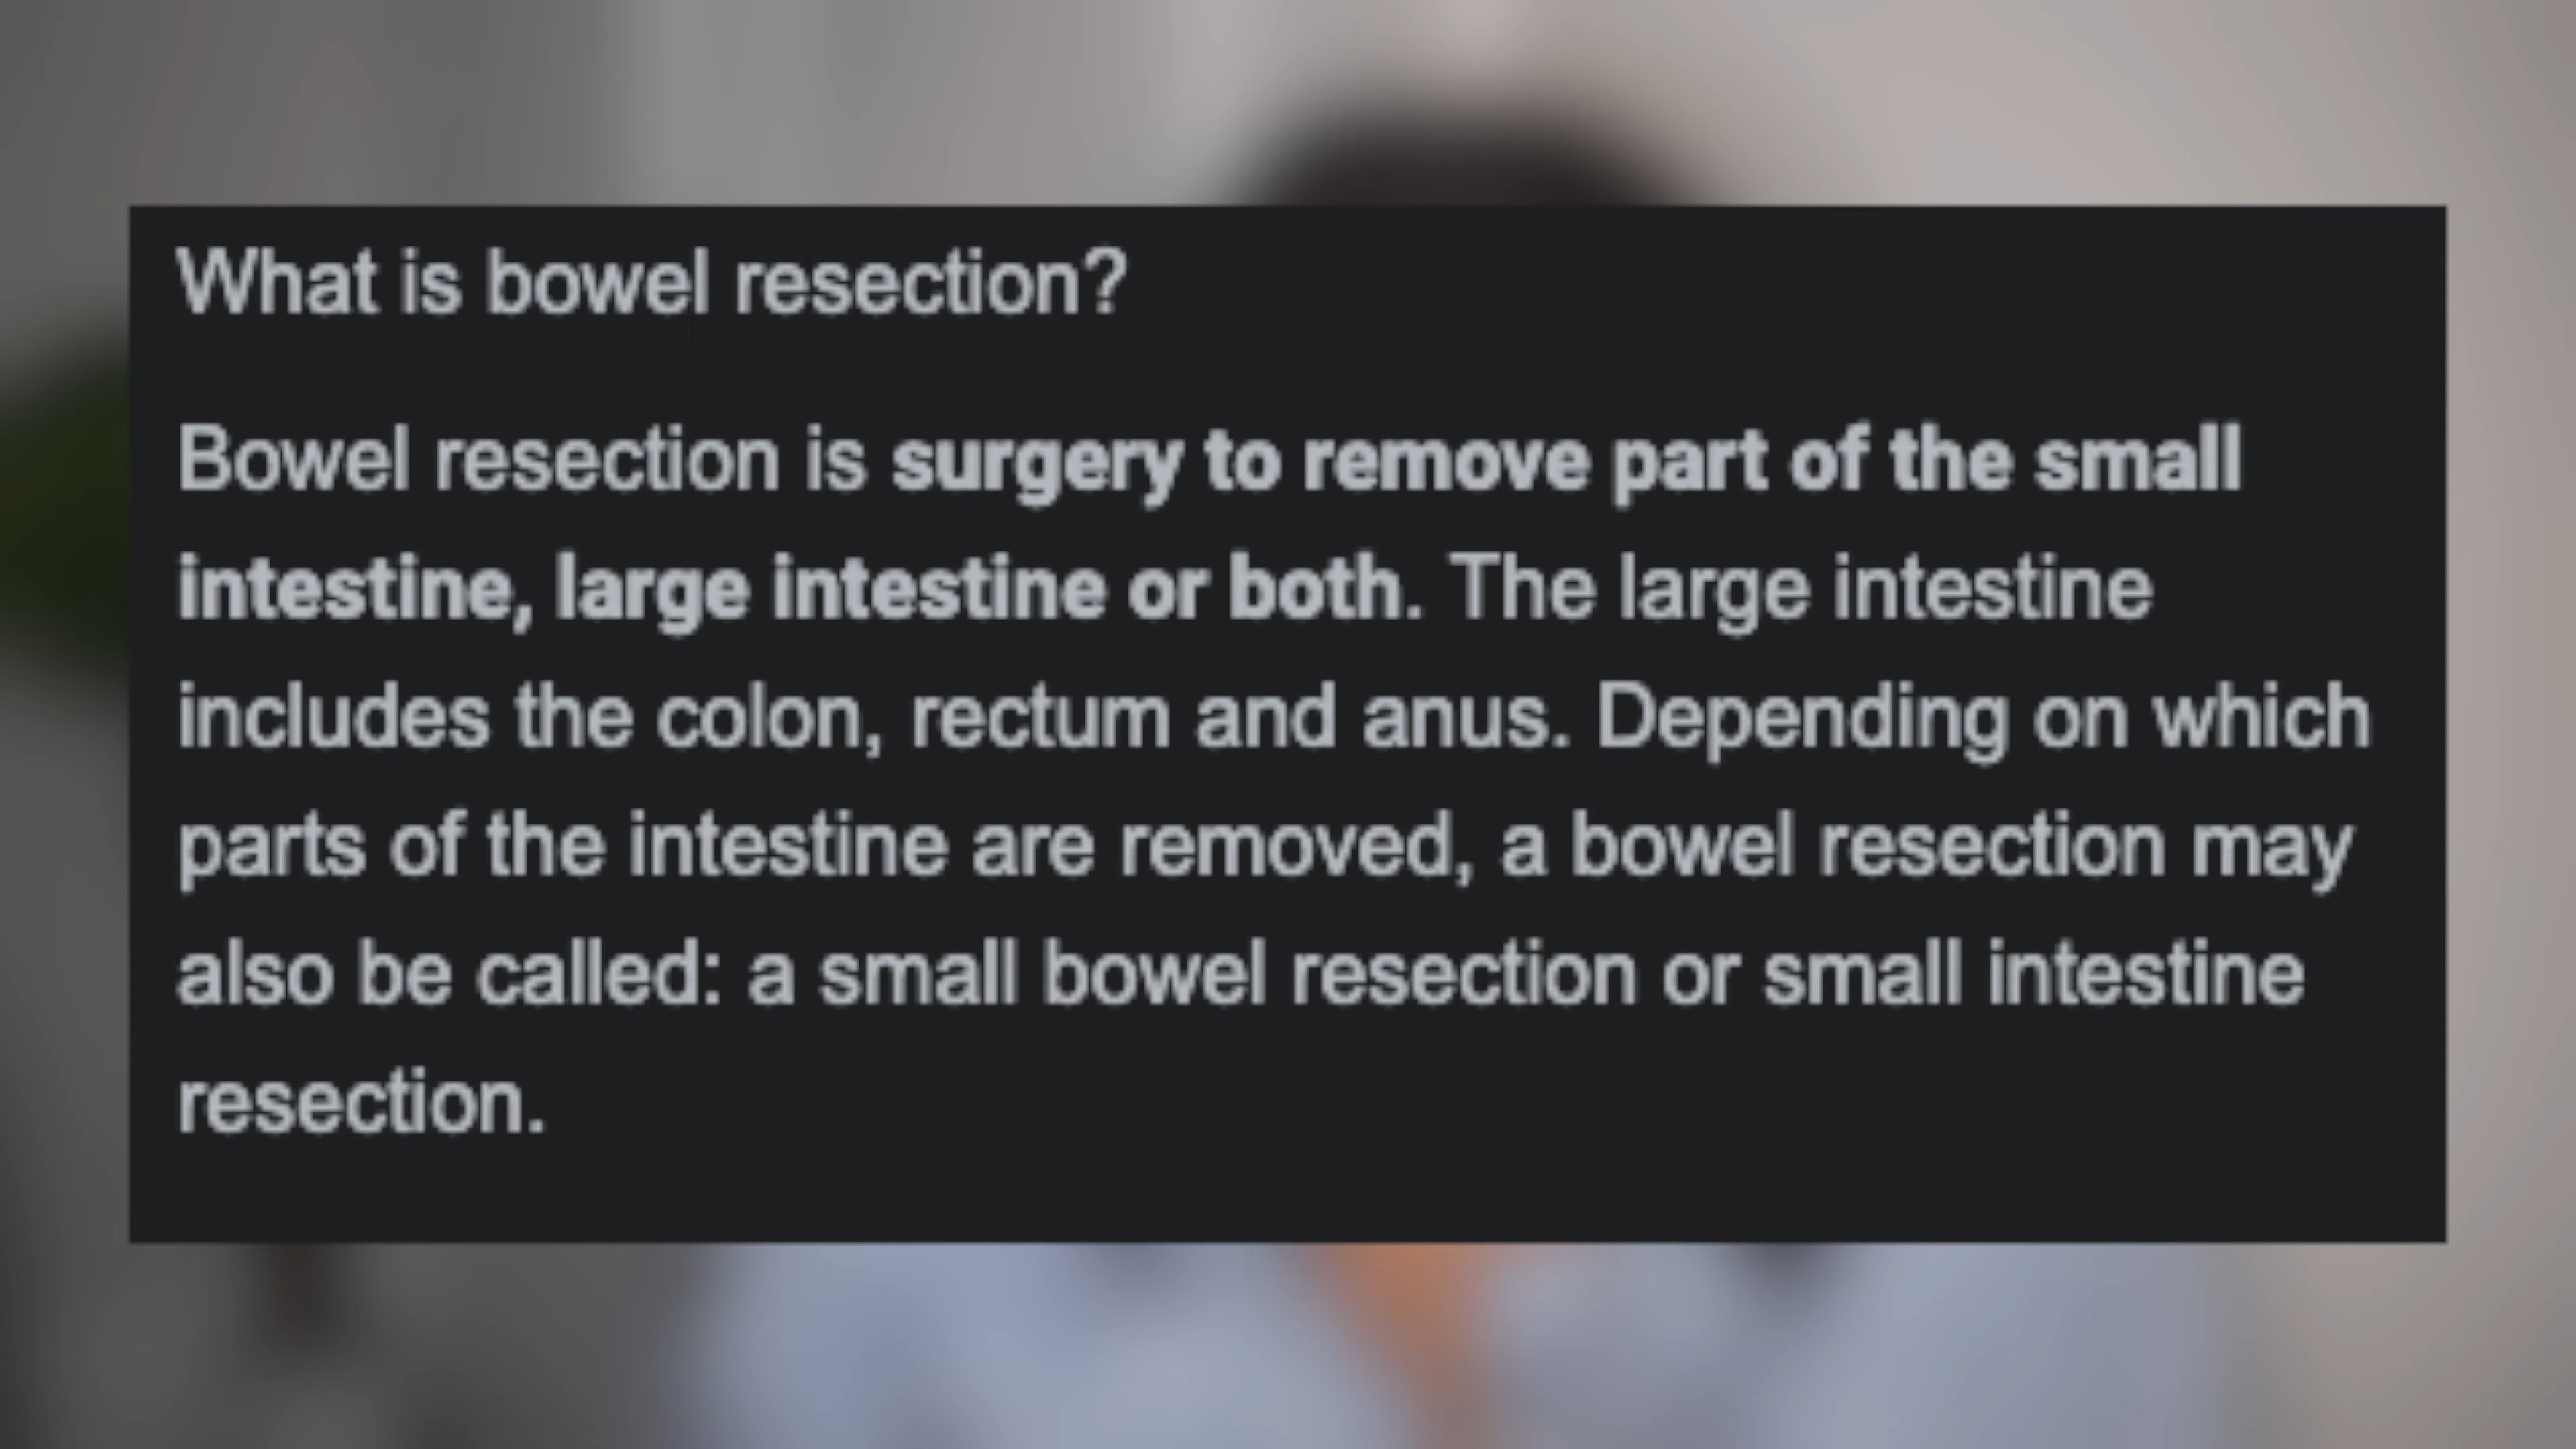 What is bowel resection?
Bowel resection is surgery to remove part of the small
intestine, large intestine or both. The large intestine
includes the colon, rectum and anus. Depending on which
parts of the intestine are removed, a bowel resection may
also be called: a small bowel resection or small intestine
resection.